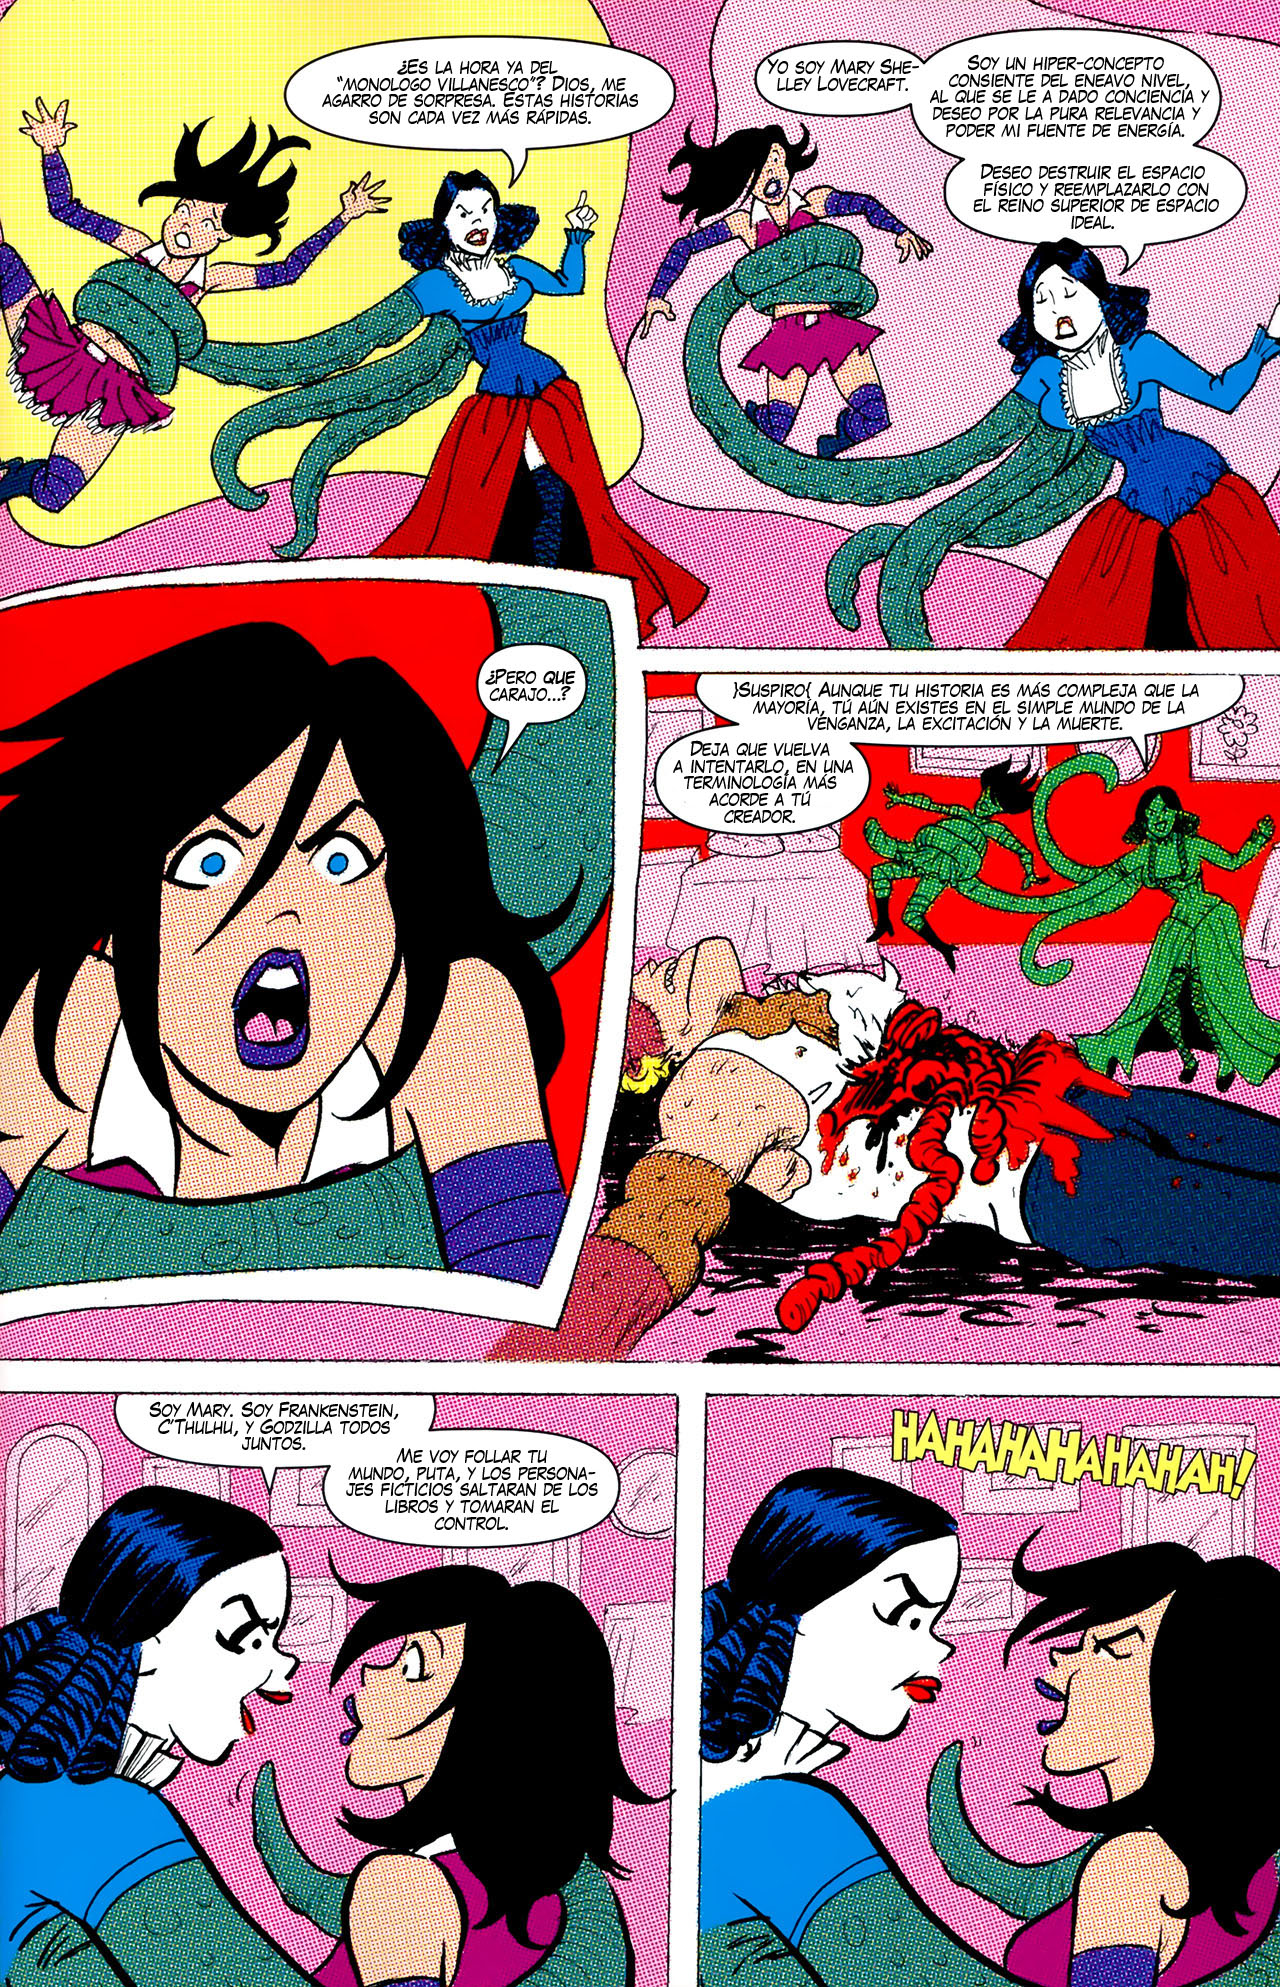 ¿Es la hora ya del
"monologo villanesco"? Dios, me
agarro de sorpresa. Estas historias
son cada vez más rápidas.
Yo soy Mary She-
lley Lovecraft.
Soy un hiper-concepto
consiente del eneavo nivel,
al que se le a dado conciencia y
deseo por la pura relevancia y
poder mi fuente de energía.
Deseo destruir el espacio
físico y reemplazarlo con
el reino superior de espacio
ideal.
¿Pero que
carajo...?
}Suspiro{ Aunque tu historia es más compleja que la
mayoría, tú aún existes en el simple mundo de la
venganza, la excitación y la muerte.
Deja que vuelva
a intentarlo, en una
terminología más
acorde a tú
creador.
Soy Mary. Soy Frankenstein,
C'thulhu, y Godzilla todos
juntos.
Me voy follar tu
mundo, puta, y los persona-
jes ficticios saltaran de los
libros y tomaran el
control.
HAHAHAHAHAHAH!